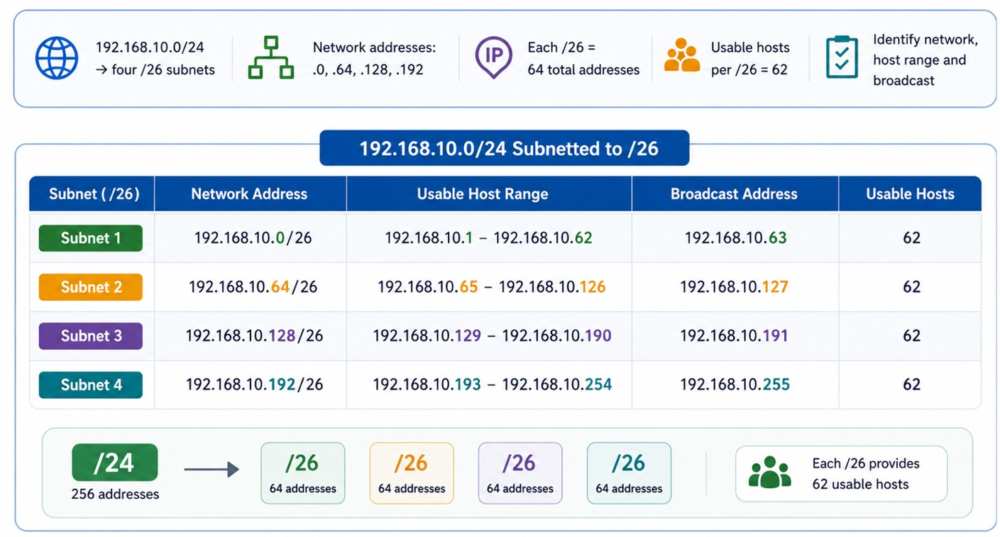 192.168.10.0/24
→ four /26 subnets
Network addresses:
.0, .64, .128, .192
IP
Each /26 =
64 total addresses
Usable hosts
per /26 = 62
Identify network,
host range and
broadcast
192.168.10.0/24 Subnetted to /26
Subnet (/26) Network Address Usable Host Range Broadcast Address Usable Hosts
Subnet 1 192.168.10.0/26 192.168.10.1 – 192.168.10.62 192.168.10.63 62
Subnet 2 192.168.10.64/26 192.168.10.65 – 192.168.10.126 192.168.10.127 62
Subnet 3 192.168.10.128/26 192.168.10.129 – 192.168.10.190 192.168.10.191 62
Subnet 4 192.168.10.192/26 192.168.10.193 – 192.168.10.254 192.168.10.255 62
/24
256 addresses
/26
64 addresses
/26
64 addresses
/26
64 addresses
/26
64 addresses
Each /26 provides
62 usable hosts